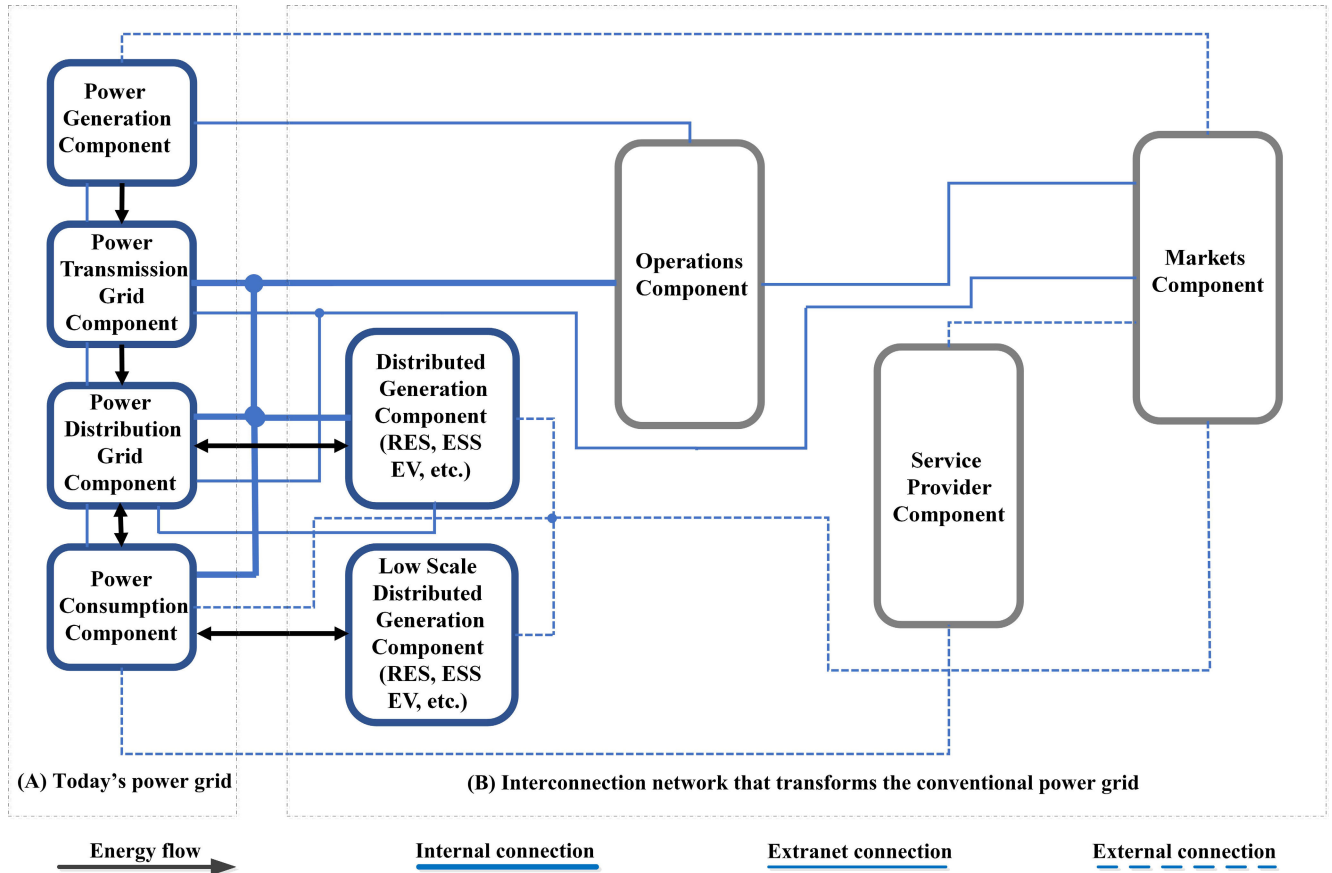 Power
Generation
Component
Power
Transmission
Grid
Component
Power
Distribution
Grid
Component
Power
Consumption
Component
Distributed
Generation
Component
(RES, ESS
EV, etc.)
Low Scale
Distributed
Generation
Component
(RES, ESS
EV, etc.)
Operations
Component
Service
Provider
Component
Markets
Component
(A) Today's power grid
(B) Interconnection network that transforms the conventional power grid
Energy flow
Internal connection
Extranet connection
External connection